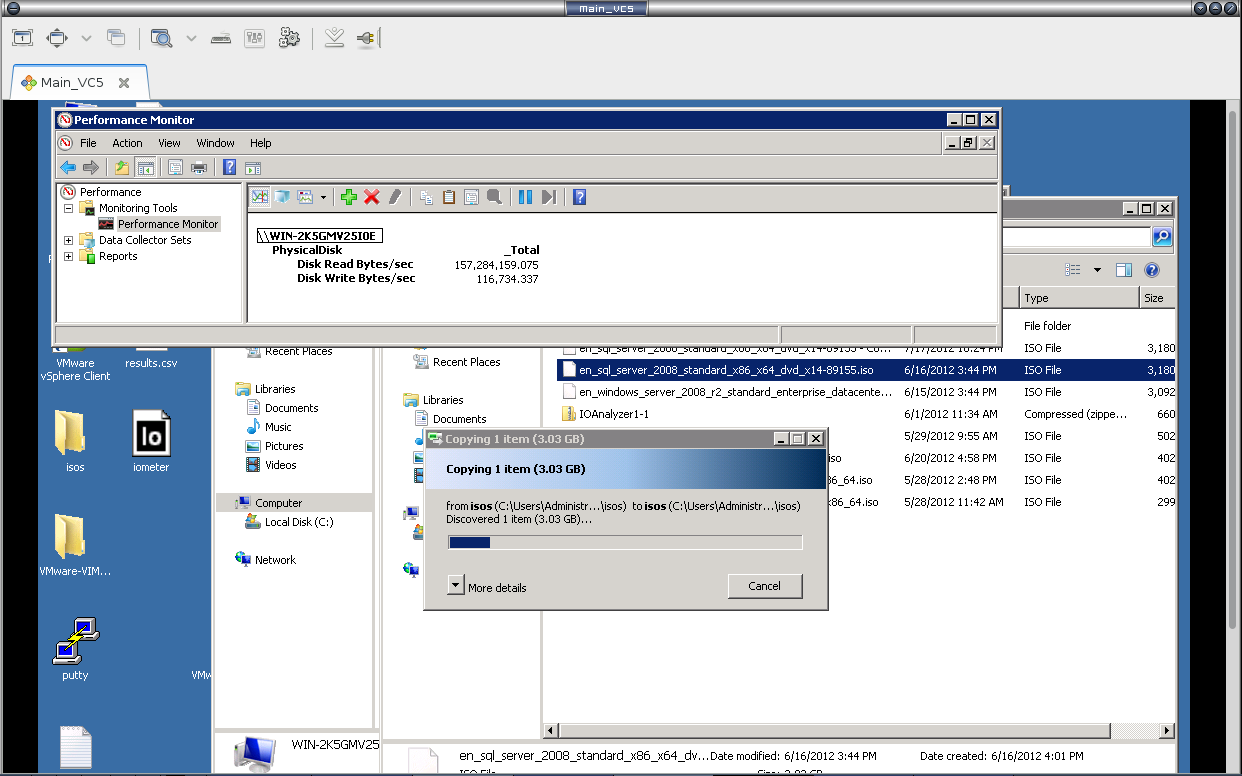 Main_VC5
Main_VC5
Performance Monitor
File Action View Window Help
Performance
Monitoring Tools
Performance Monitor
Data Collector Sets
Reports
\\WIN-2K5GMV25I0E
PhysicalDisk _Total
Disk Read Bytes/sec 157,284,159.075
Disk Write Bytes/sec 116,734.337
Type Size
File folder
VMware vSphere Client
results.csv
isos
iometer
VMware-VIM...
putty
VMw
Recent Places
Libraries
Documents
Music
Pictures
Videos
Computer
Local Disk (C:)
Network
WIN-2K5GMV25
Recent Places
Libraries
Documents
en_sql_server_2008_standard_x86_x64_dvd_x14-89155 - Co... 7/17/2012 10:24 PM ISO File 3,180
en_sql_server_2008_standard_x86_x64_dvd_x14-89155.iso 6/16/2012 3:44 PM ISO File 3,180
en_windows_server_2008_r2_standard_enterprise_datacente... 6/15/2012 3:44 PM ISO File 3,092
IOAnalyzer1-1 6/1/2012 11:34 AM Compressed (zippe... 660
5/29/2012 9:55 AM ISO File 502
iso 6/20/2012 4:58 PM ISO File 402
86_64.iso 5/28/2012 2:48 PM ISO File 402
x86_64.iso 5/28/2012 11:42 AM ISO File 299
Copying 1 item (3.03 GB)
Copying 1 item (3.03 GB)
from isos (C:\Users\Administr...\isos) to isos (C:\Users\Administr...\isos)
Discovered 1 item (3.03 GB)...
More details
Cancel
en_sql_server_2008_standard_x86_x64_dv... Date modified: 6/16/2012 3:44 PM Date created: 6/16/2012 4:01 PM
ISO File